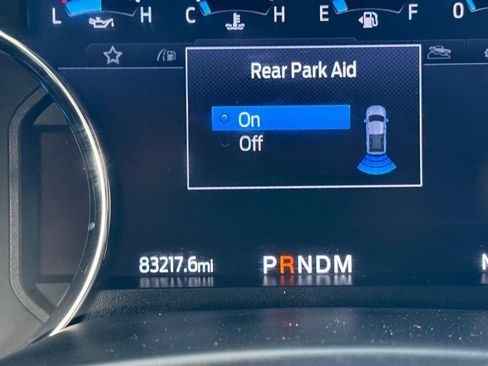 L H C H E F O
Rear Park Aid
On
Off
83217.6mi PRNDM N